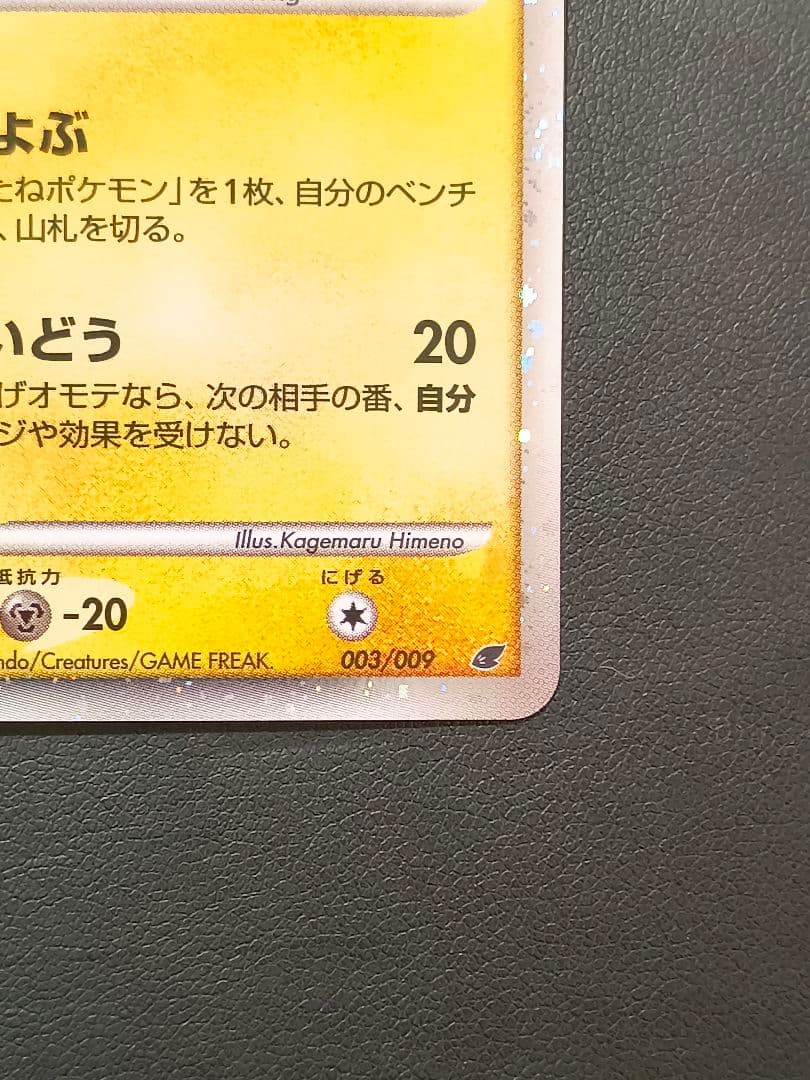 よぶ
たねポケモン」を1枚、自分のベンチ
、山札を切る。
いどう 20
げオモテなら、次の相手の番、自分
ジや効果を受けない。
Illus.Kagemaru Himeno
抵抗力 にげる
-20
ndo/Creatures/GAME FREAK. 003/009